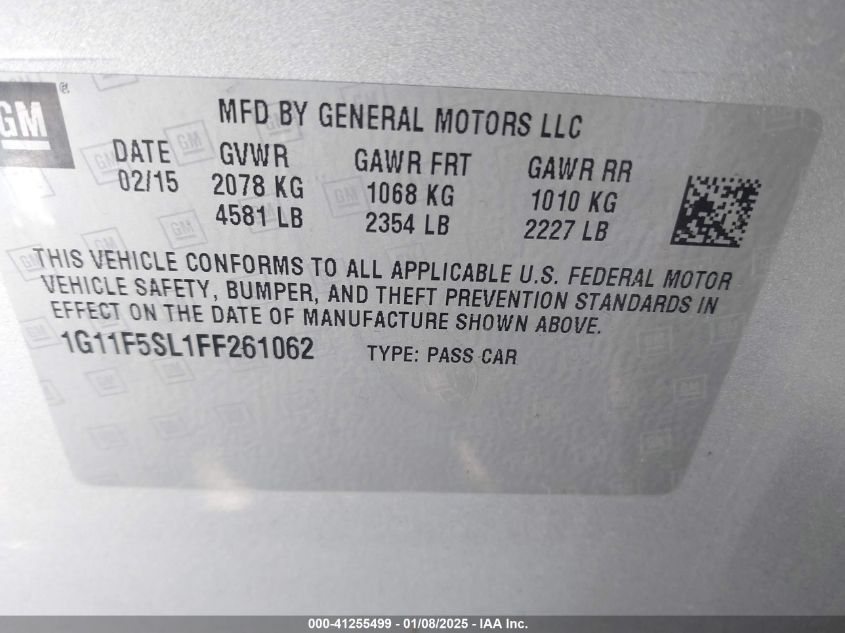 GM ®
MFD BY GENERAL MOTORS LLC
DATE GVWR GAWR FRT GAWR RR
02/15 2078 KG 1068 KG 1010 KG
4581 LB 2354 LB 2227 LB
THIS VEHICLE CONFORMS TO ALL APPLICABLE U.S. FEDERAL MOTOR
VEHICLE SAFETY, BUMPER, AND THEFT PREVENTION STANDARDS IN
EFFECT ON THE DATE OF MANUFACTURE SHOWN ABOVE.
1G11F5SL1FF261062 TYPE: PASS CAR
000-41255499 - 01/08/2025 - IAA Inc.